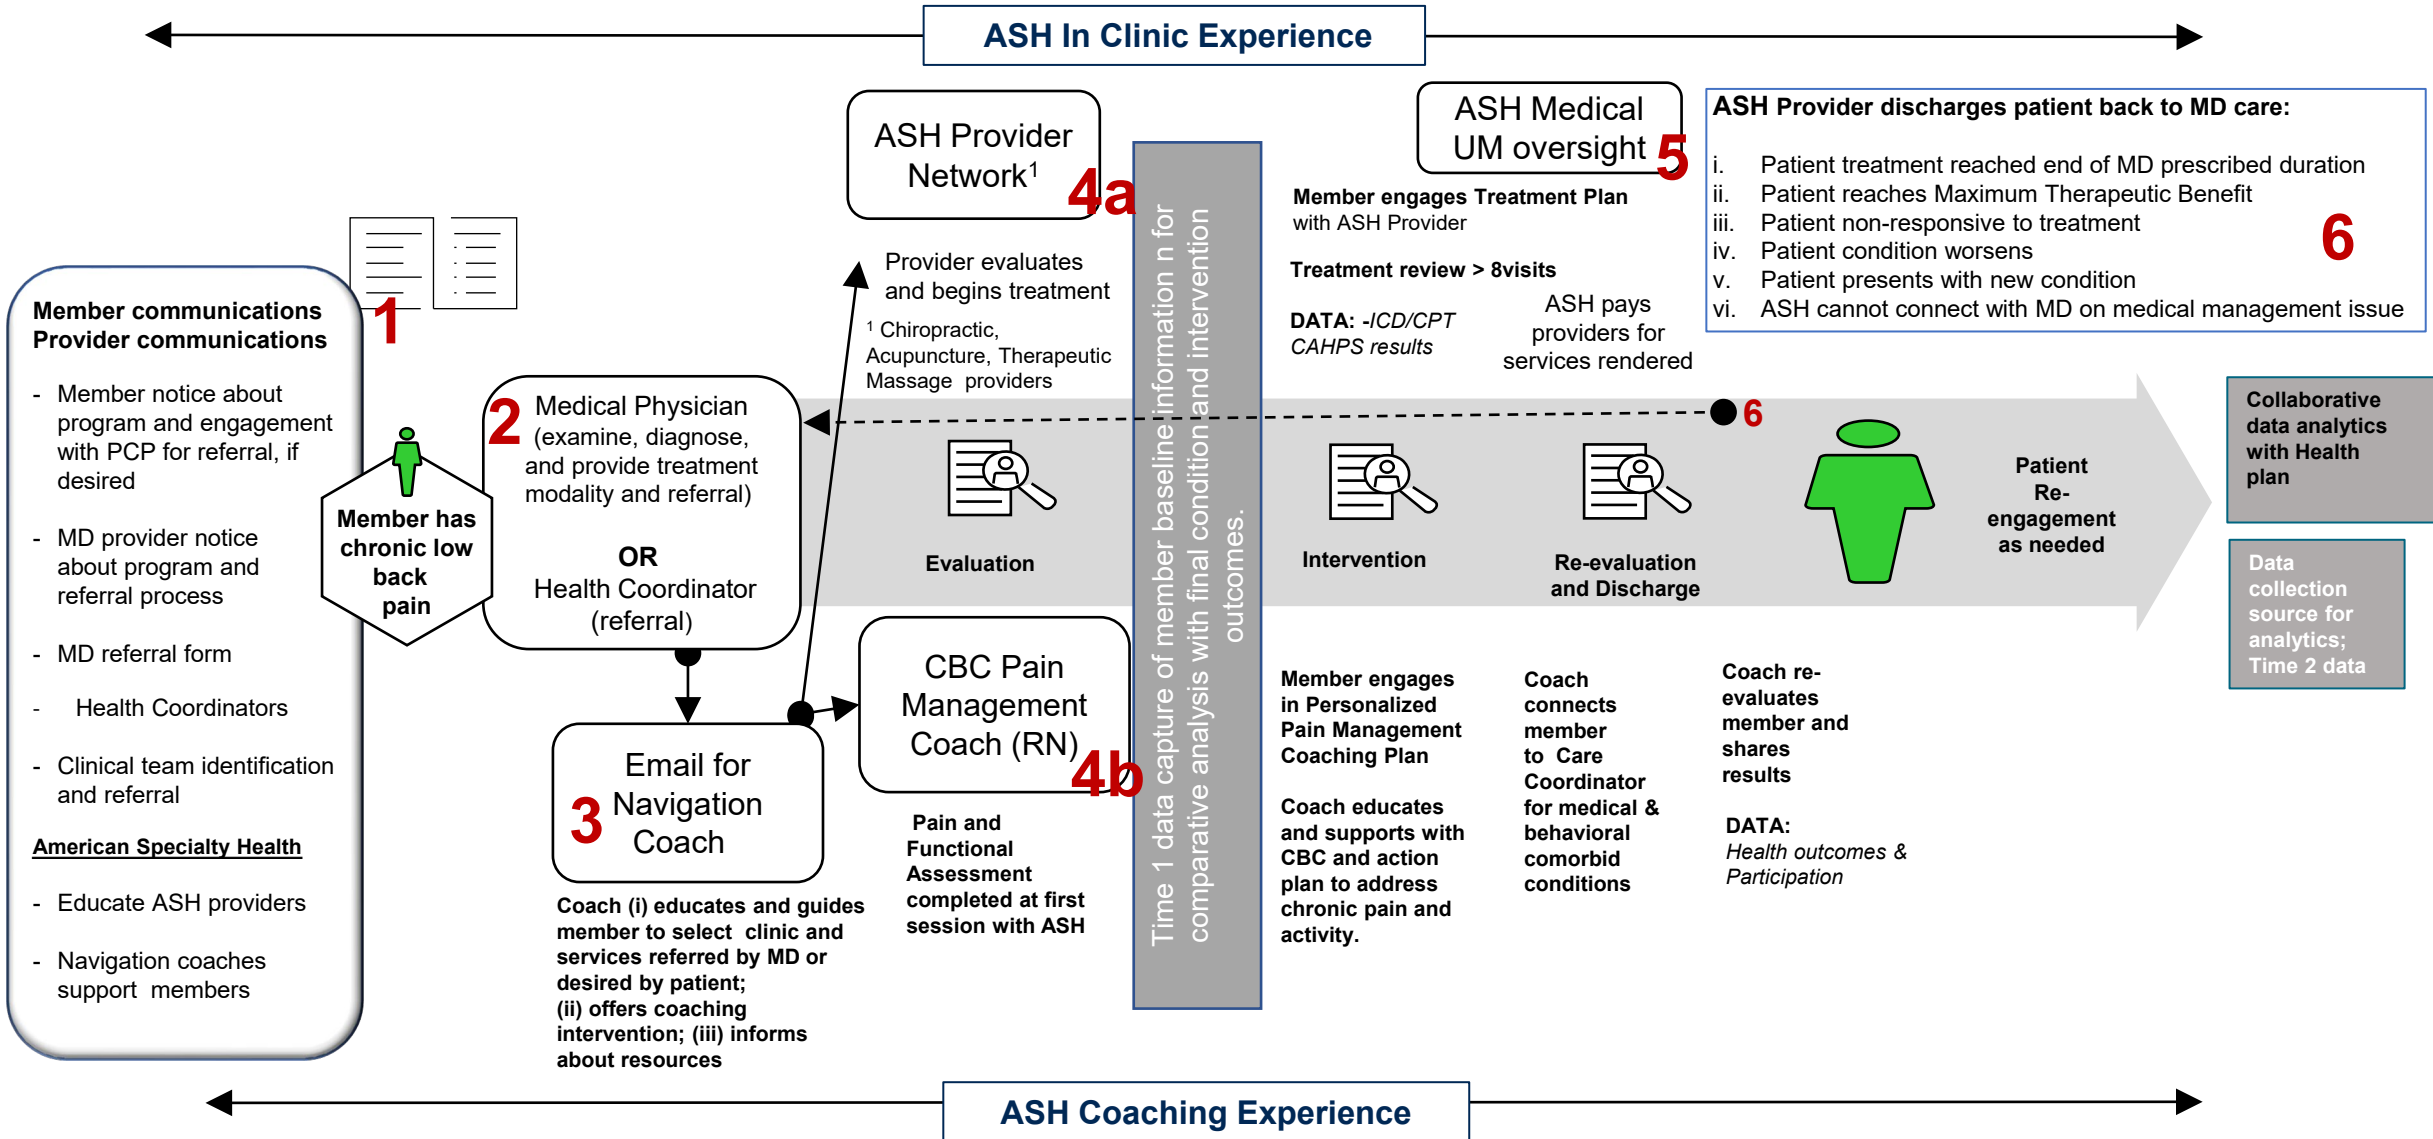 ASH In Clinic Experience
1
Member communications
Provider communications
- Member notice about
program and engagement
with PCP for referral, if
desired
- MD provider notice
about program and
referral process
- MD referral form
- Health Coordinators
- Clinical team identification
and referral
American Specialty Health
- Educate ASH providers
- Navigation coaches
support members
Member has
chronic low
back
pain
2
Medical Physician
(examine, diagnose,
and provide treatment
modality and referral)
OR
Health Coordinator
(referral)
3
Email for
Navigation
Coach
Coach (i) educates and guides
member to select clinic and
services referred by MD or
desired by patient;
(ii) offers coaching
intervention; (iii) informs
about resources
ASH Provider
Network1
4a
Provider evaluates
and begins treatment
1 Chiropractic,
Acupuncture, Therapeutic
Massage providers
Evaluation
CBC Pain
Management
Coach (RN)
4b
Pain and
Functional
Assessment
completed at first
session with ASH
Time 1 data capture of member baseline information n for
comparative analysis with final condition and intervention
outcomes.
ASH Medical
UM oversight
5
Member engages Treatment Plan
with ASH Provider
Treatment review > 8visits
DATA: -ICD/CPT
CAHPS results
ASH pays
providers for
services rendered
ASH Provider discharges patient back to MD care:
i. Patient treatment reached end of MD prescribed duration
ii. Patient reaches Maximum Therapeutic Benefit
iii. Patient non-responsive to treatment
iv. Patient condition worsens
v. Patient presents with new condition
vi. ASH cannot connect with MD on medical management issue
6
6
Intervention
Re-evaluation
and Discharge
Patient
Re-
engagement
as needed
Collaborative
data analytics
with Health
plan
Data
collection
source for
analytics;
Time 2 data
Member engages
in Personalized
Pain Management
Coaching Plan
Coach educates
and supports with
CBC and action
plan to address
chronic pain and
activity.
Coach
connects
member
to Care
Coordinator
for medical &
behavioral
comorbid
conditions
Coach re-
evaluates
member and
shares
results
DATA:
Health outcomes &
Participation
ASH Coaching Experience